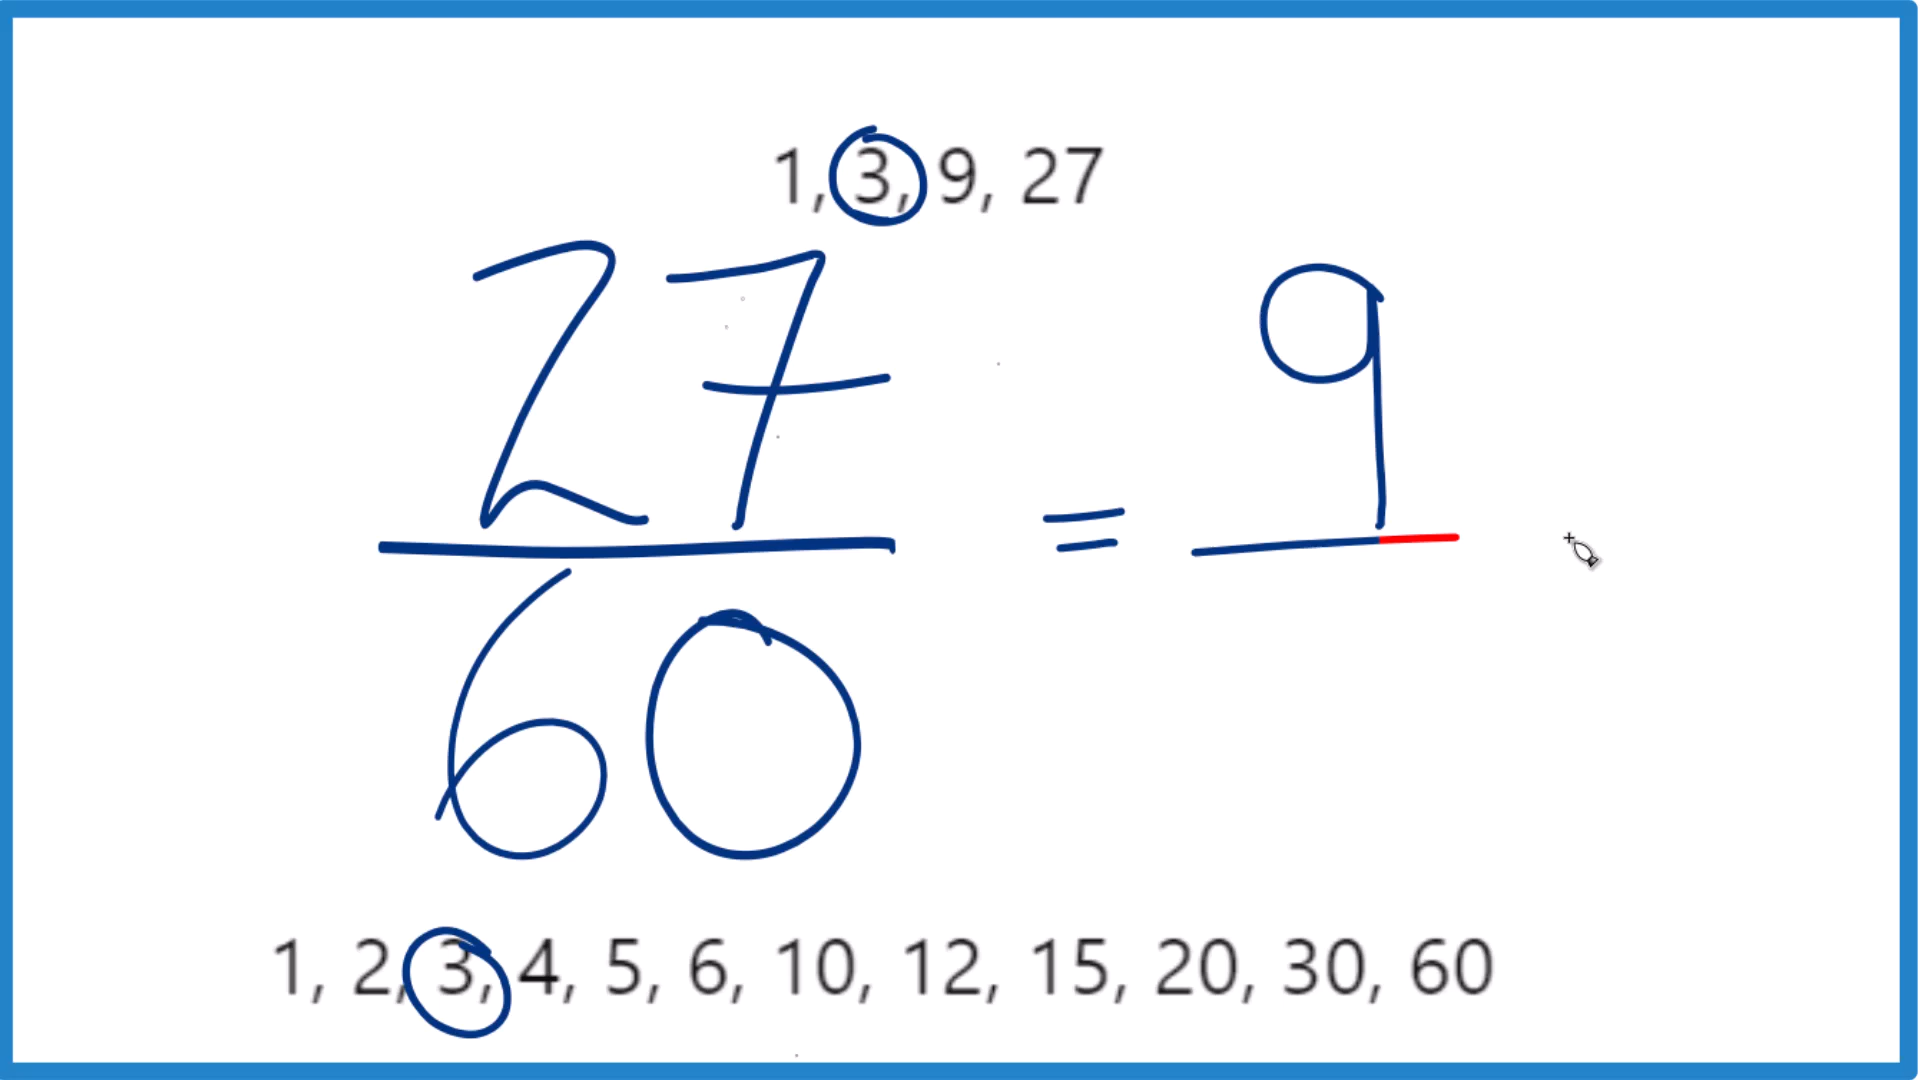 1, 3, 9, 27
27
60
= 9
1, 2, 3, 4, 5, 6, 10, 12, 15, 20, 30, 60